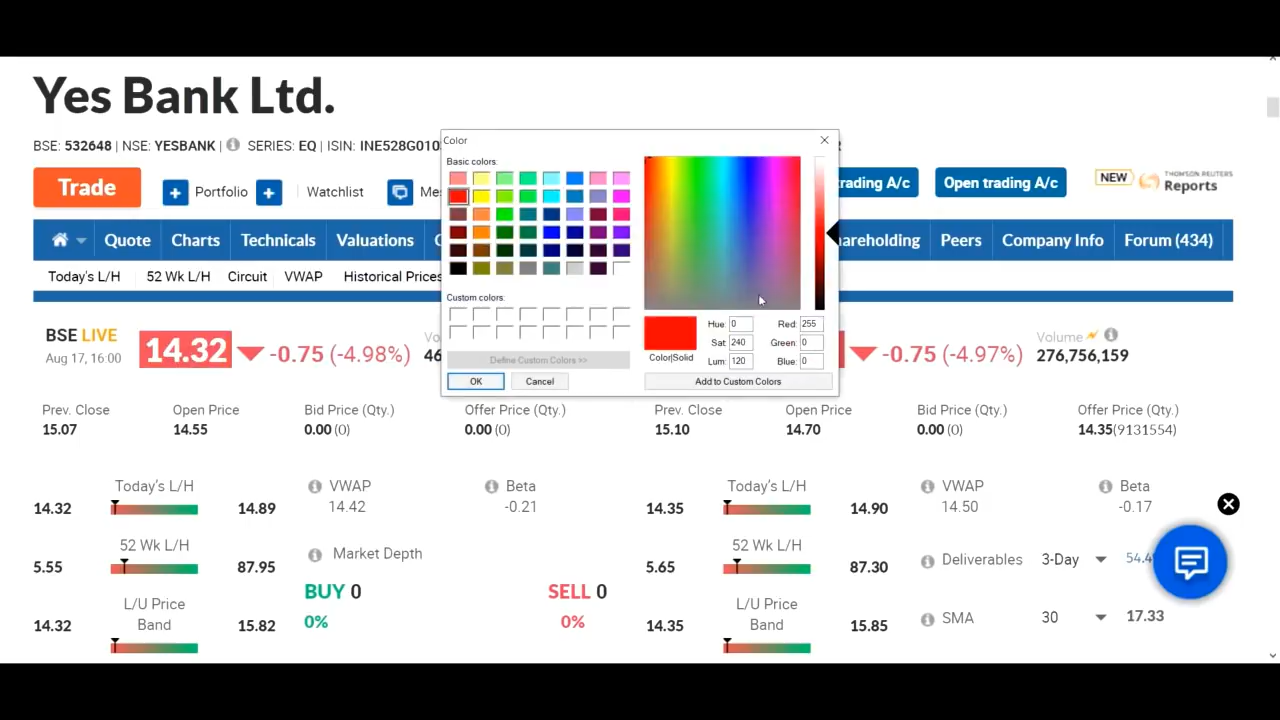 Yes Bank Ltd.
BSE: 532648 | NSE: YESBANK | SERIES: EQ | ISIN: INE528G010
Trade
Portfolio
Watchlist
NEW
THOMSON REUTERS
Reports
Open trading A/c
Quote
Charts
Technicals
Valuations
Peers
Company Info
Forum (434)
Today's L/H
52 Wk L/H
Circuit
VWAP
Historical Prices
Color
Basic colors:
Custom colors:
Define Custom Colors >>
OK
Cancel
Color|Solid
Hue: 0
Sat: 240
Lum: 120
Red: 255
Green: 0
Blue: 0
Add to Custom Colors
BSE LIVE
Aug 17, 16:00
14.32
-0.75 (-4.98%)
-0.75 (-4.97%)
Volume
276,756,159
Prev. Close
15.07
Open Price
14.55
Bid Price (Qty.)
0.00 (0)
Offer Price (Qty.)
0.00 (0)
Prev. Close
15.10
Open Price
14.70
Bid Price (Qty.)
0.00 (0)
Offer Price (Qty.)
14.35(9131554)
Today's L/H
14.32
14.89
VWAP
14.42
Beta
-0.21
52 Wk L/H
5.55
87.95
Market Depth
BUY 0
0%
SELL 0
0%
L/U Price
Band
14.32
15.82
Today's L/H
14.35
14.90
VWAP
14.50
Beta
-0.17
52 Wk L/H
5.65
87.30
Deliverables
3-Day
L/U Price
Band
14.35
15.85
SMA
30
17.33